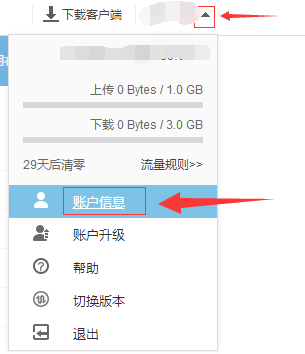 下载客户端
上传 0 Bytes / 1.0 GB
下载 0 Bytes / 3.0 GB
29天后清零 流量规则>>
账户信息
账户升级
帮助
切换版本
退出